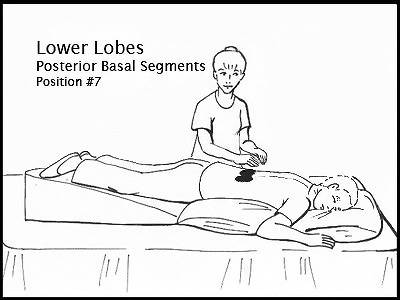 Lower Lobes
Posterior Basal Segments
Position #7